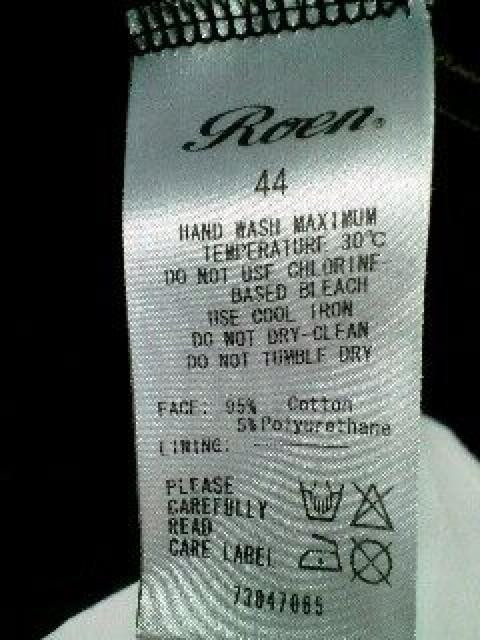 Roen.
44
HAND WASH MAXIMUM
TEMPERATURE 30°C
DO NOT USE CHLORINE-
BASED BLEACH
USE COOL IRON
DO NOT DRY-CLEAN
DO NOT TUMBLE DRY
FACE: 95% Cotton
5% Polyurethane
LINING:
PLEASE
CAREFULLY
READ
CARE LABEL